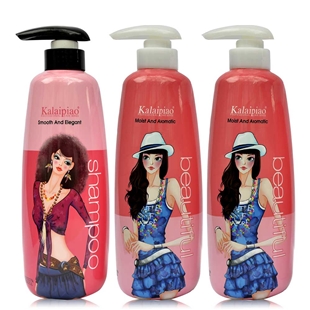 Kalaipiao
Smooth And Elegant
shampoo
Kalaipiao
Moist And Aromatic
beautiful
Kalaipiao
Moist And Aromatic
beautiful